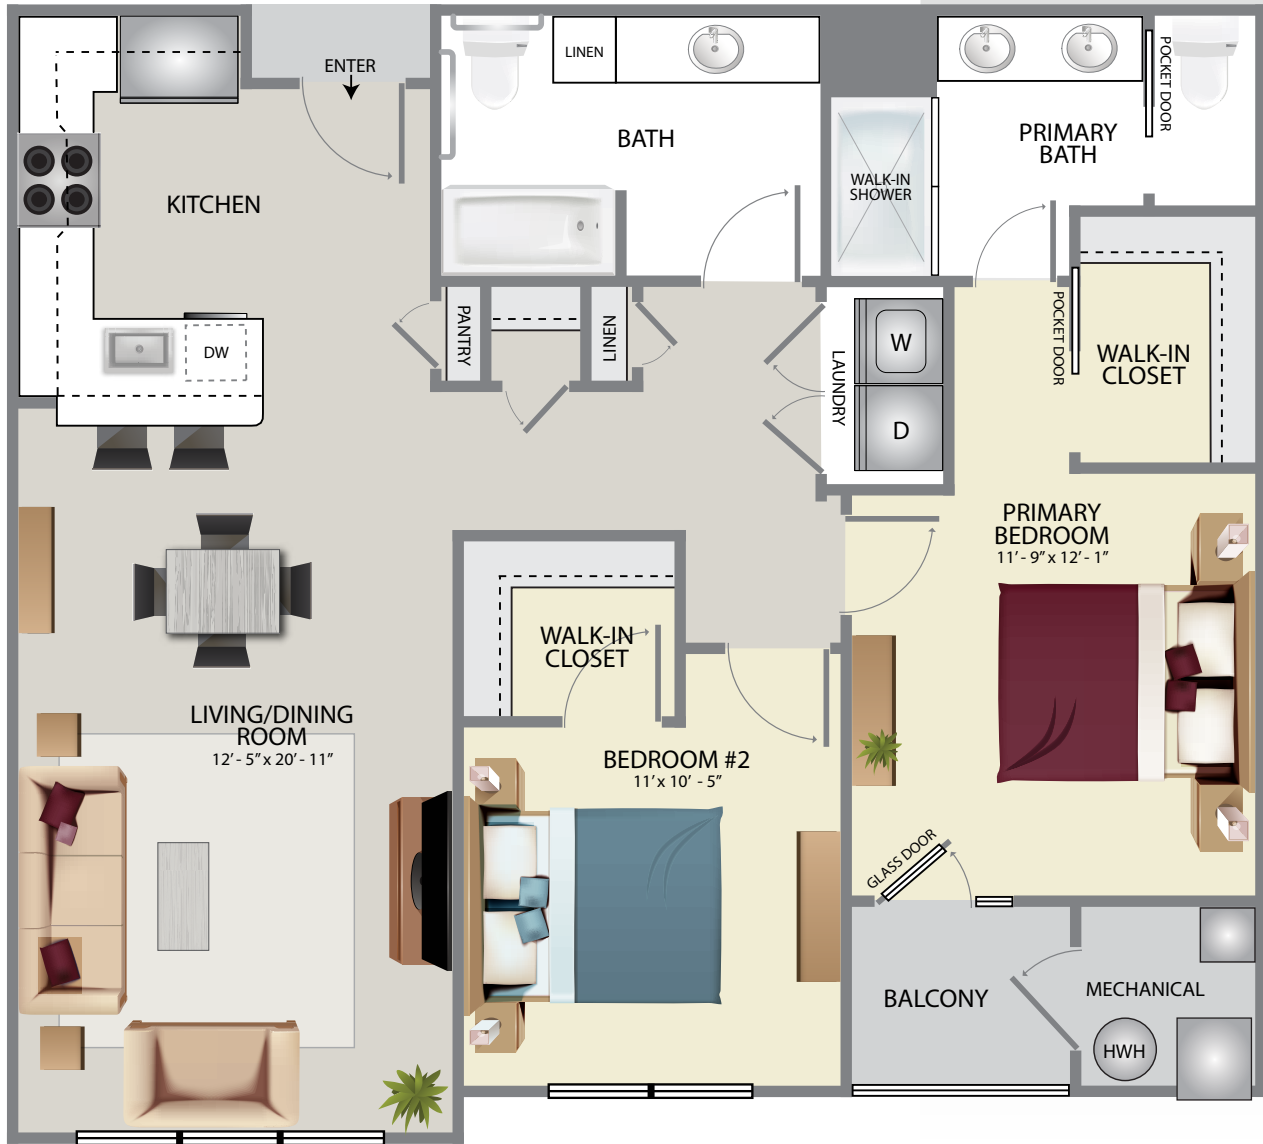 ENTER
LINEN
BATH
PRIMARY
BATH
POCKET DOOR
KITCHEN
WALK-IN
SHOWER
PANTRY
LINEN
LAUNDRY
W
D
POCKET DOOR
WALK-IN
CLOSET
DW
PRIMARY
BEDROOM
11' - 9” x 12' - 1”
WALK-IN
CLOSET
LIVING/DINING
ROOM
12' - 5” x 20' - 11”
BEDROOM #2
11' x 10' - 5”
GLASS DOOR
BALCONY
MECHANICAL
HWH